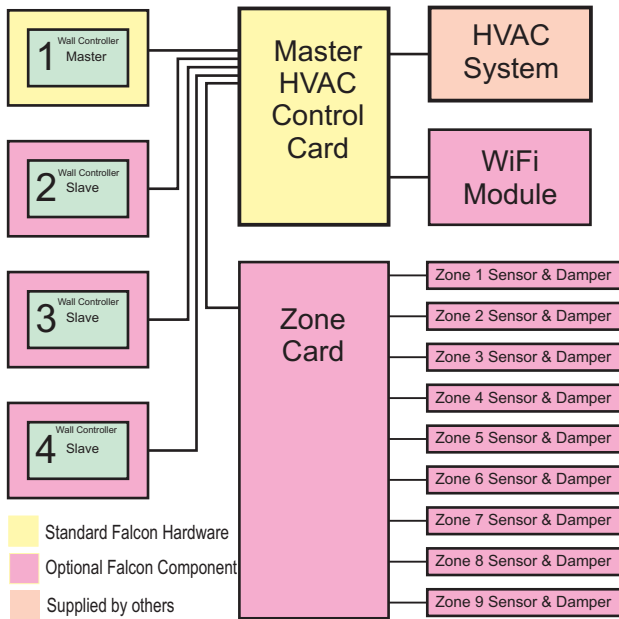 1
Wall Controller
Master
2
Wall Controller
Slave
3
Wall Controller
Slave
4
Wall Controller
Slave
Master
HVAC
Control
Card
HVAC
System
WiFi
Module
Zone
Card
Zone 1 Sensor & Damper
Zone 2 Sensor & Damper
Zone 3 Sensor & Damper
Zone 4 Sensor & Damper
Zone 5 Sensor & Damper
Zone 6 Sensor & Damper
Zone 7 Sensor & Damper
Zone 8 Sensor & Damper
Zone 9 Sensor & Damper
Standard Falcon Hardware
Optional Falcon Component
Supplied by others